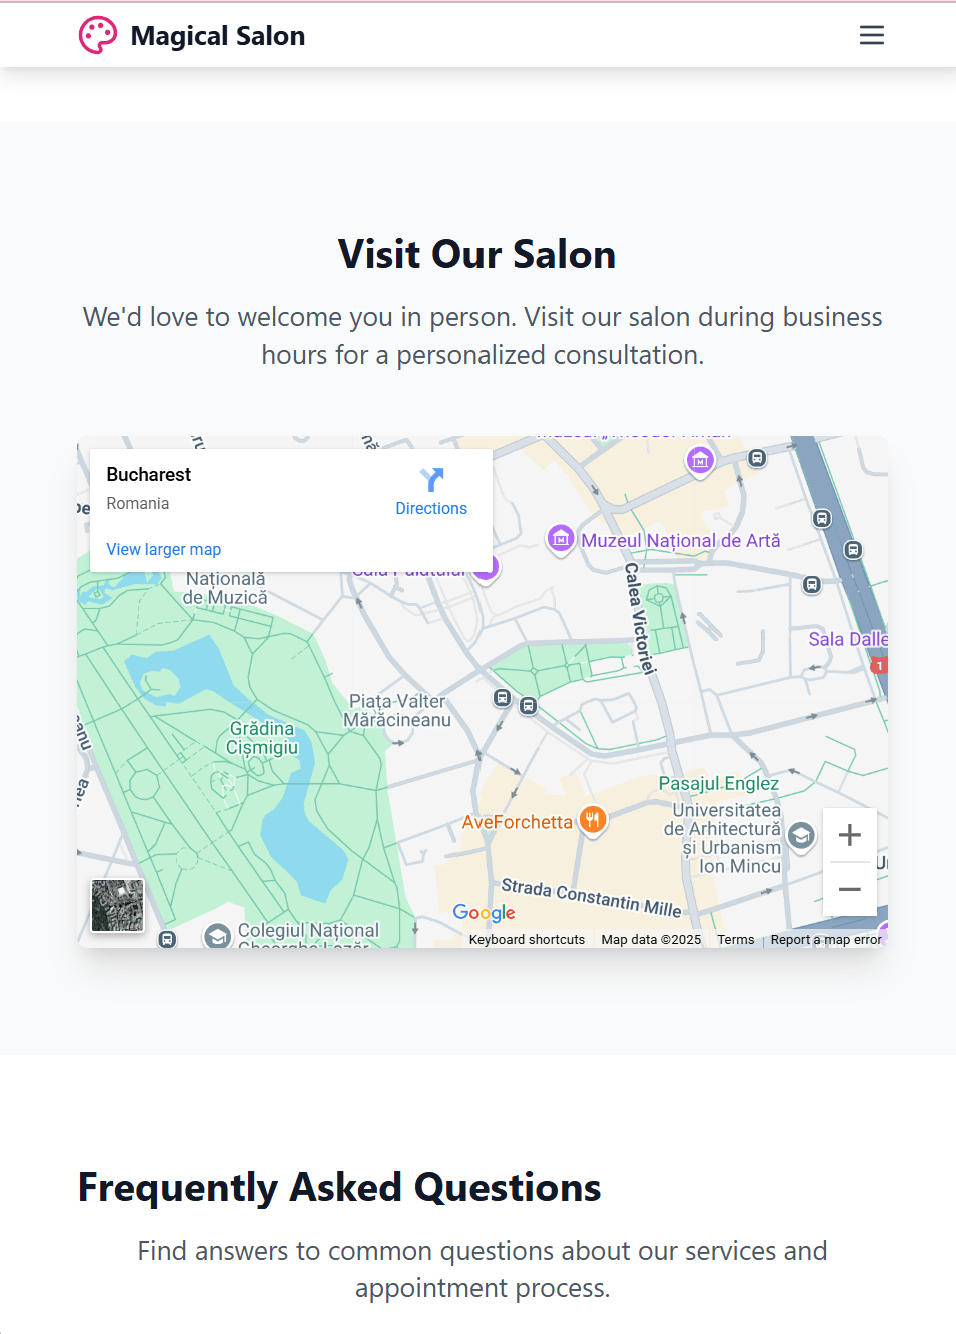 Magical Salon
Visit Our Salon
We'd love to welcome you in person. Visit our salon during business
hours for a personalized consultation.
Bucharest
Romania
Directions
View larger map
Muzeul Național de Artă
Națională
de Muzică
Calea Victoriei
Sala Dalle
1
Piața Valter
Mărăcineanu
Grădina
Cișmigiu
Pasajul Englez
AveForchetta
Universitatea
de Arhitectură
și Urbanism
Ion Mincu
Strada Constantin Mille
Google
Colegiul Național
Keyboard shortcuts
Map data ©2025
Terms
Report a map error
Frequently Asked Questions
Find answers to common questions about our services and
appointment process.